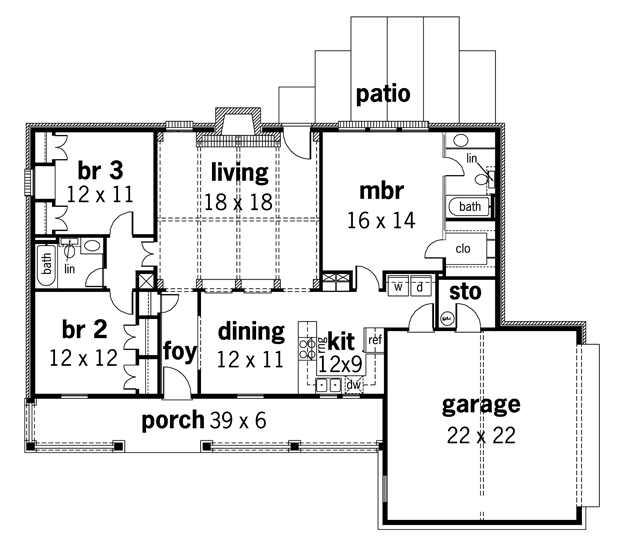 patio
br 3
12 x 11
living
18 x 18
mbr
16 x 14
lin
bath
clo
bath
lin
w d
sto
br 2
12 x 12
foy
dining
12 x 11
rng
kit
12x9
ref
dw
porch 39 x 6
garage
22 x 22